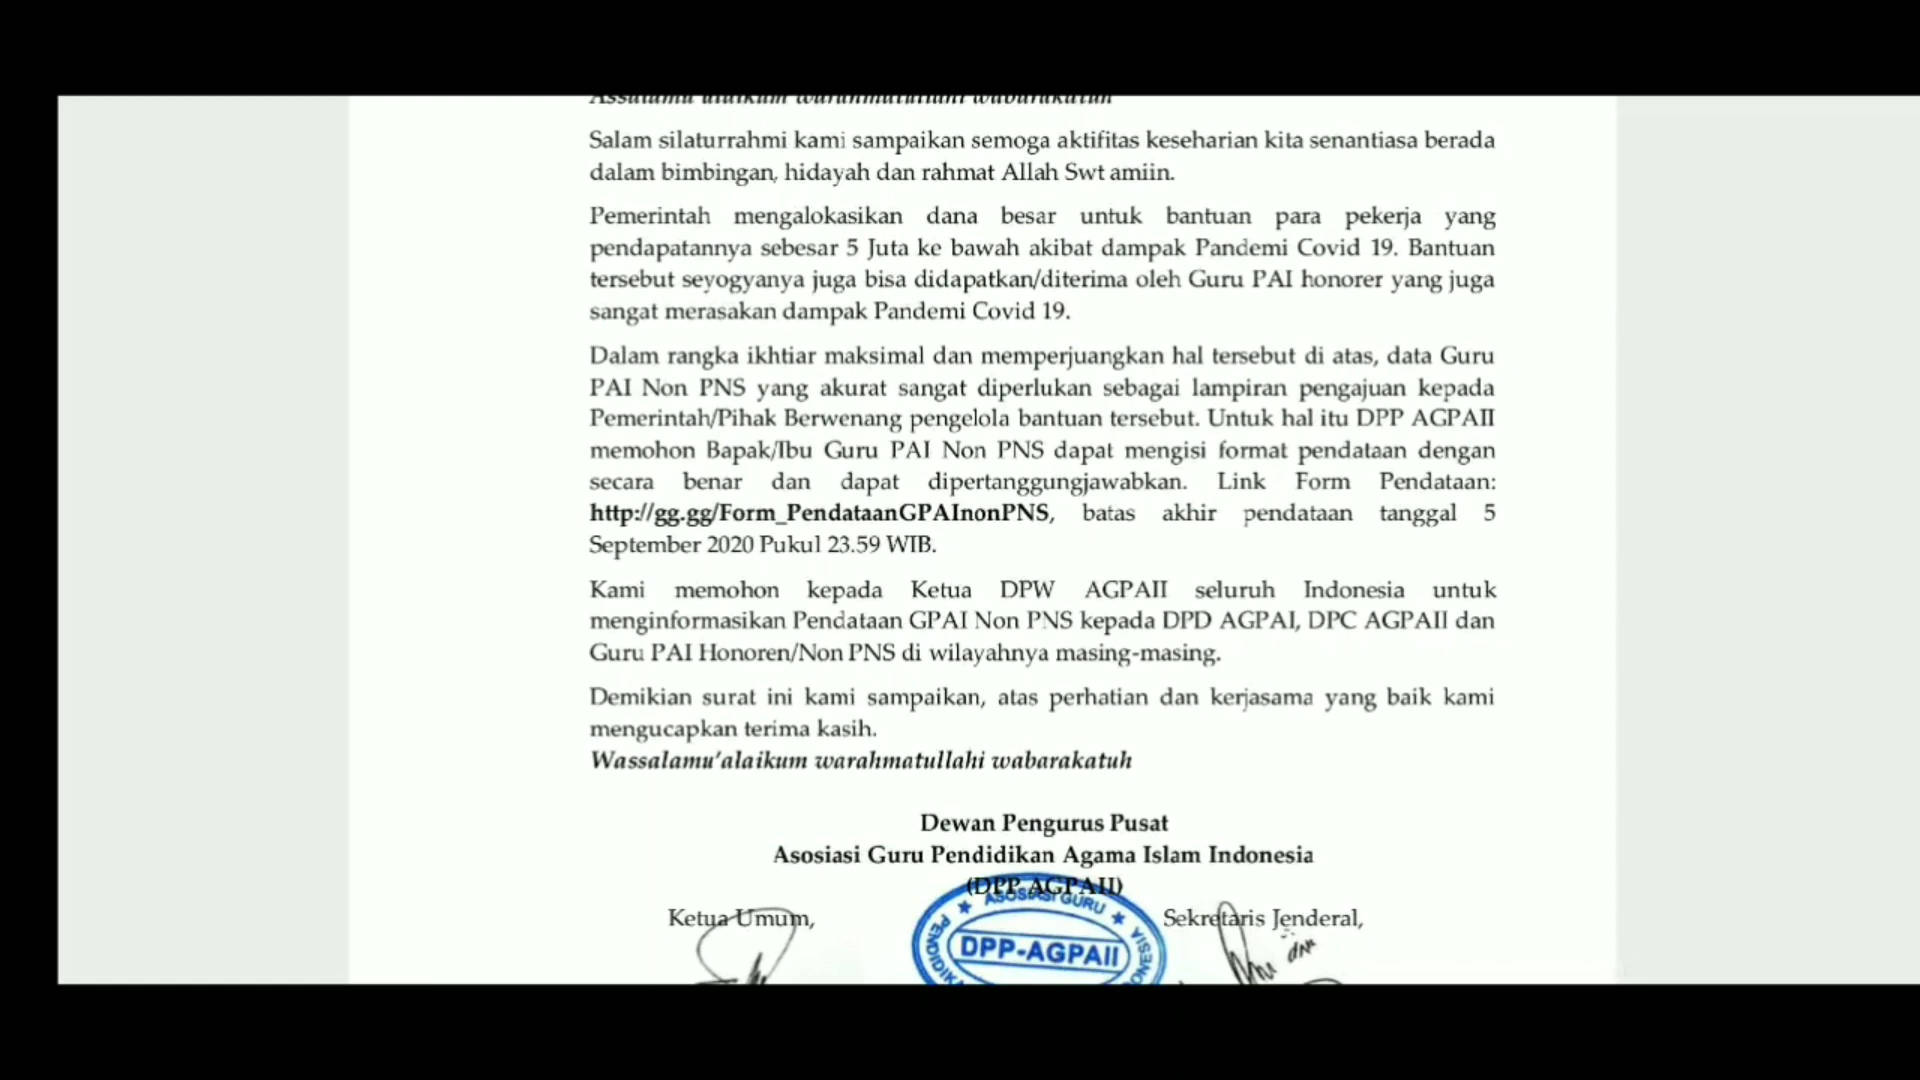 Assalamu'alaikum warahmatullahi wabarakatuh
Salam silaturrahmi kami sampaikan semoga aktifitas keseharian kita senantiasa berada
dalam bimbingan, hidayah dan rahmat Allah Swt amiin.
Pemerintah mengalokasikan dana besar untuk bantuan para pekerja yang
pendapatannya sebesar 5 Juta ke bawah akibat dampak Pandemi Covid 19. Bantuan
tersebut seyogyanya juga bisa didapatkan/diterima oleh Guru PAI honorer yang juga
sangat merasakan dampak Pandemi Covid 19.
Dalam rangka ikhtiar maksimal dan memperjuangkan hal tersebut di atas, data Guru
PAI Non PNS yang akurat sangat diperlukan sebagai lampiran pengajuan kepada
Pemerintah/Pihak Berwenang pengelola bantuan tersebut. Untuk hal itu DPP AGPAII
memohon Bapak/Ibu Guru PAI Non PNS dapat mengisi format pendataan dengan
secara benar dan dapat dipertanggungjawabkan. Link Form Pendataan:
http://gg.gg/Form_PendataanGPAInonPNS, batas akhir pendataan tanggal 5
September 2020 Pukul 23.59 WIB.
Kami memohon kepada Ketua DPW AGPAII seluruh Indonesia untuk
menginformasikan Pendataan GPAI Non PNS kepada DPD AGPAI, DPC AGPAII dan
Guru PAI Honoren/Non PNS di wilayahnya masing-masing.
Demikian surat ini kami sampaikan, atas perhatian dan kerjasama yang baik kami
mengucapkan terima kasih.
Wassalamu'alaikum warahmatullahi wabarakatuh
Dewan Pengurus Pusat
Asosiasi Guru Pendidikan Agama Islam Indonesia
(DPP AGPAII)
Ketua Umum,
Sekretaris Jenderal,
ASOSIASI GURU
DPP-AGPAII